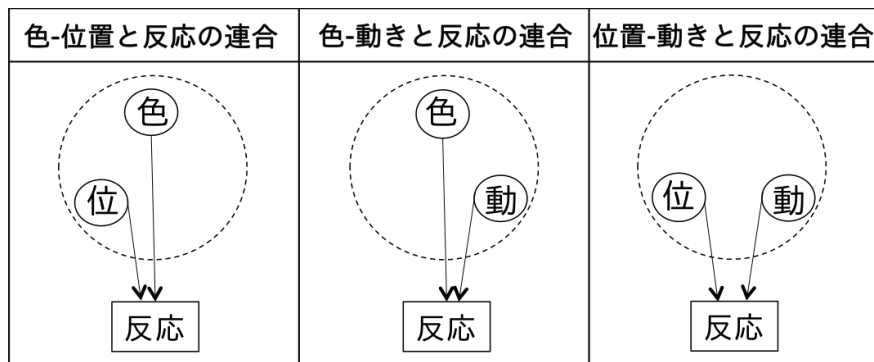 色-位置と反応の連合
色-動きと反応の連合
位置-動きと反応の連合
色
位
反応
色
動
反応
位
動
反応